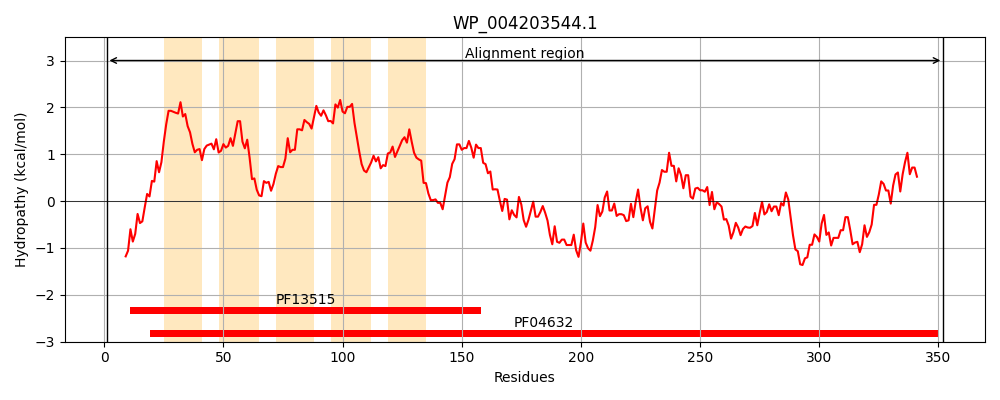 WP_004203544.1
Alignment region
Hydropathy (kcal/mol)
3
2
1
0
−1
−2
−3
PF13515
PF04632
0
50
100
150
200
250
300
350
Residues